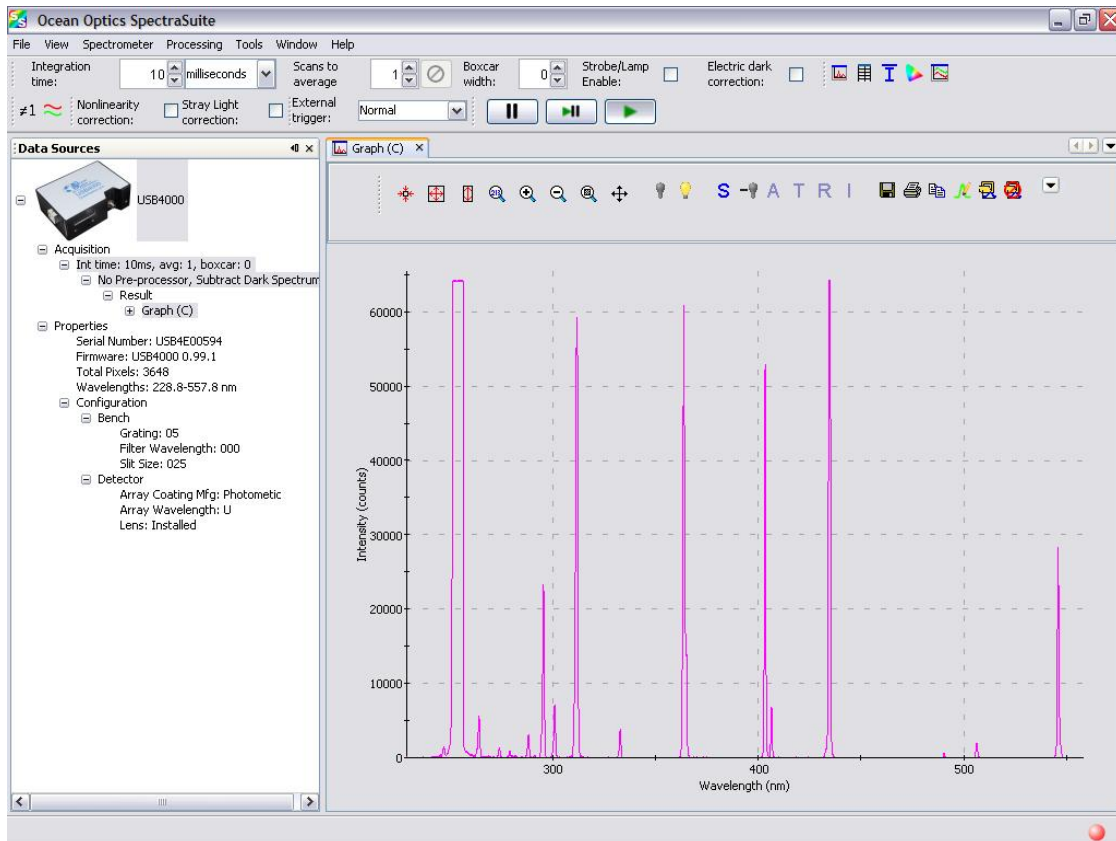 Ocean Optics SpectraSuite
File View Spectrometer Processing Tools Window Help
Integration time: 10 milliseconds Scans to average 1 Boxcar width: 0 Strobe/Lamp Enable: Electric dark correction:
≠1 Nonlinearity correction: Stray Light correction: External trigger: Normal
Data Sources
Graph (C)
USB4000
S A T R I
Acquisition
Int time: 10ms, avg: 1, boxcar: 0
No Pre-processor, Subtract Dark Spectrum
Result
Graph (C)
Properties
Serial Number: USB4E00594
Firmware: USB4000 0.99.1
Total Pixels: 3648
Wavelengths: 228.8-557.8 nm
Configuration
Bench
Grating: 05
Filter Wavelength: 000
Slit Size: 025
Detector
Array Coating Mfg: Photometic
Array Wavelength: U
Lens: Installed
60000
50000
40000
30000
20000
10000
0
Intensity (counts)
300 400 500
Wavelength (nm)